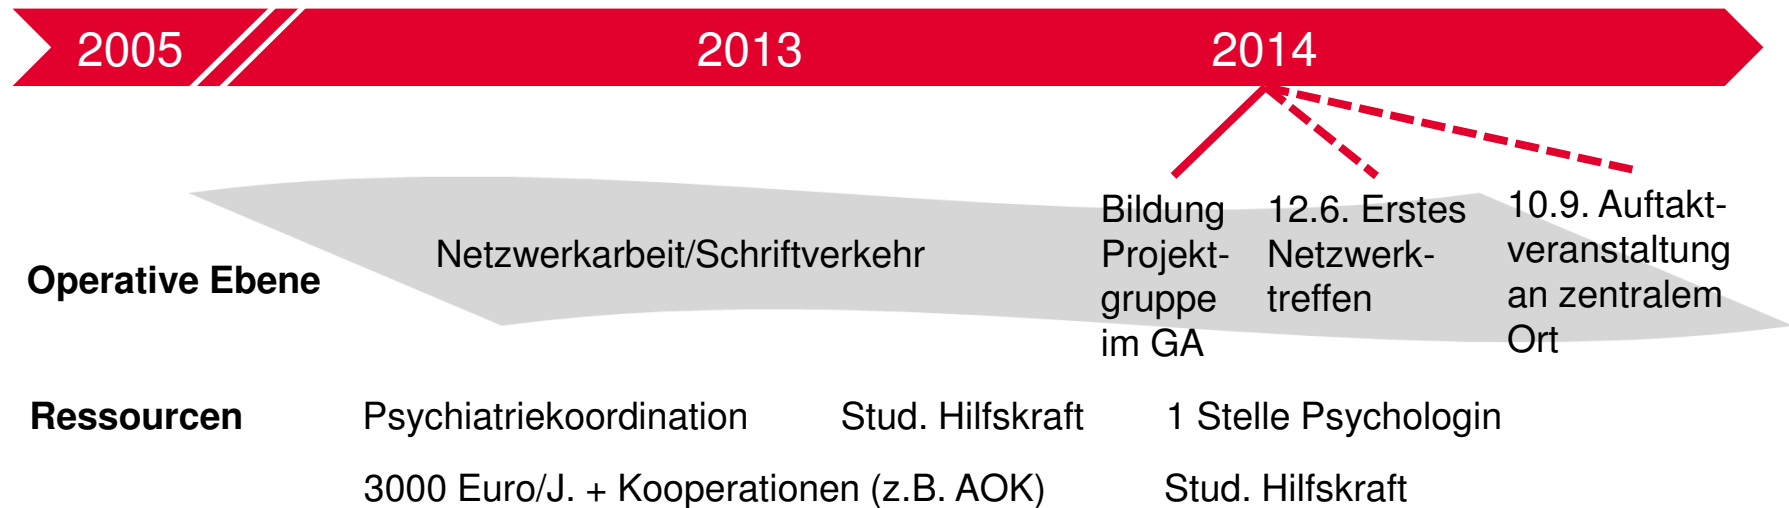 2005 2013 2014
Operative Ebene
Netzwerkarbeit/Schriftverkehr
Bildung
Projekt-
gruppe
im GA
12.6. Erstes
Netzwerk-
treffen
10.9. Auftakt-
veranstaltung
an zentralem
Ort
Ressourcen Psychiatriekoordination Stud. Hilfskraft 1 Stelle Psychologin
3000 Euro/J. + Kooperationen (z.B. AOK) Stud. Hilfskraft